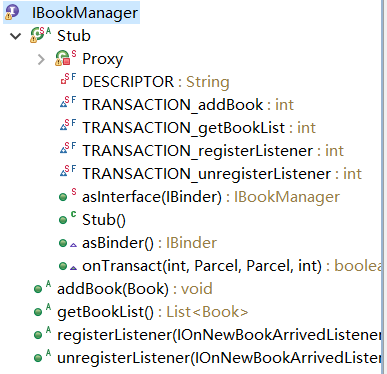 IBookManager
Stub
Proxy
DESCRIPTOR : String
TRANSACTION_addBook : int
TRANSACTION_getBookList : int
TRANSACTION_registerListener : int
TRANSACTION_unregisterListener : int
asInterface(IBinder) : IBookManager
Stub()
asBinder() : IBinder
onTransact(int, Parcel, Parcel, int) : boolea
addBook(Book) : void
getBookList() : List<Book>
registerListener(IOnNewBookArrivedListener
unregisterListener(IOnNewBookArrivedListen